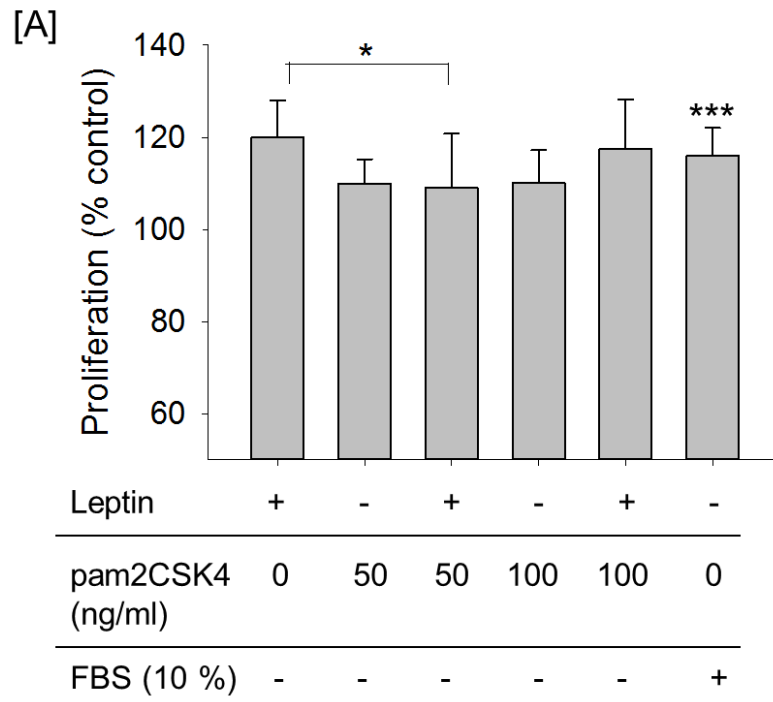 [A]
Proliferation (% control)
140
120
100
80
60
*
***
Leptin + - + - + -
pam2CSK4 0 50 50 100 100 0
(ng/ml)
FBS (10 %) - - - - - +